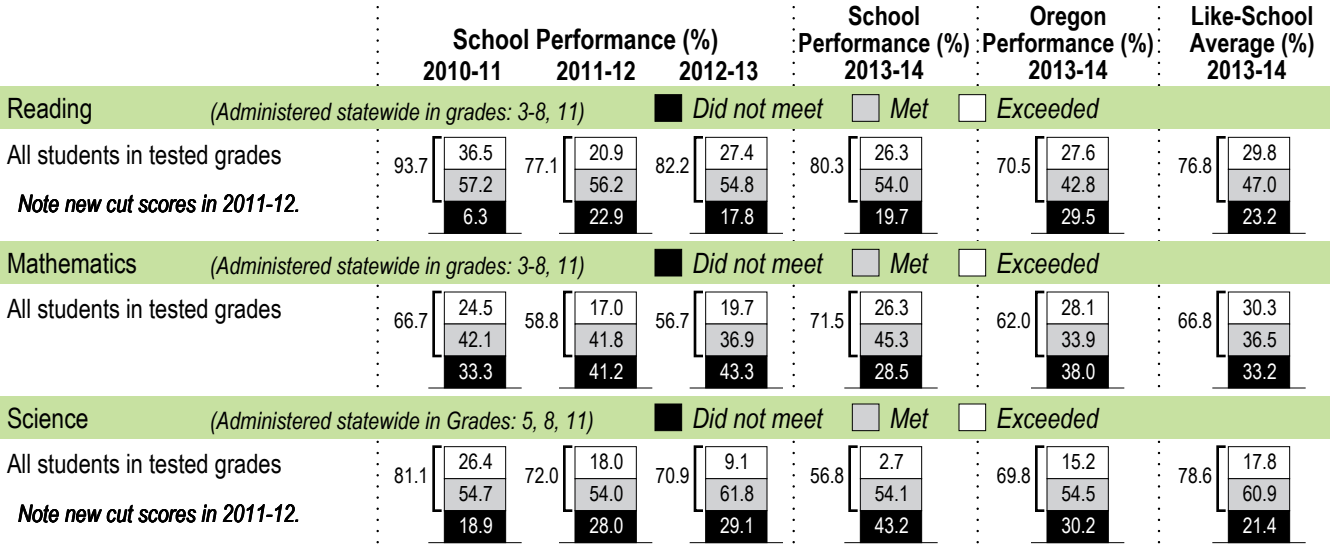 School Performance (%)
2010-11 2011-12 2012-13
School
Performance (%)
2013-14
Oregon
Performance (%)
2013-14
Like-School
Average (%)
2013-14
Reading (Administered statewide in grades: 3-8, 11) Did not meet Met Exceeded
All students in tested grades
Note new cut scores in 2011-12.
93.7 36.5 57.2 6.3
77.1 20.9 56.2 22.9
82.2 27.4 54.8 17.8
80.3 26.3 54.0 19.7
70.5 27.6 42.8 29.5
76.8 29.8 47.0 23.2
Mathematics (Administered statewide in grades: 3-8, 11) Did not meet Met Exceeded
All students in tested grades
66.7 24.5 42.1 33.3
58.8 17.0 41.8 41.2
56.7 19.7 36.9 43.3
71.5 26.3 45.3 28.5
62.0 28.1 33.9 38.0
66.8 30.3 36.5 33.2
Science (Administered statewide in Grades: 5, 8, 11) Did not meet Met Exceeded
All students in tested grades
Note new cut scores in 2011-12.
81.1 26.4 54.7 18.9
72.0 18.0 54.0 28.0
70.9 9.1 61.8 29.1
56.8 2.7 54.1 43.2
69.8 15.2 54.5 30.2
78.6 17.8 60.9 21.4